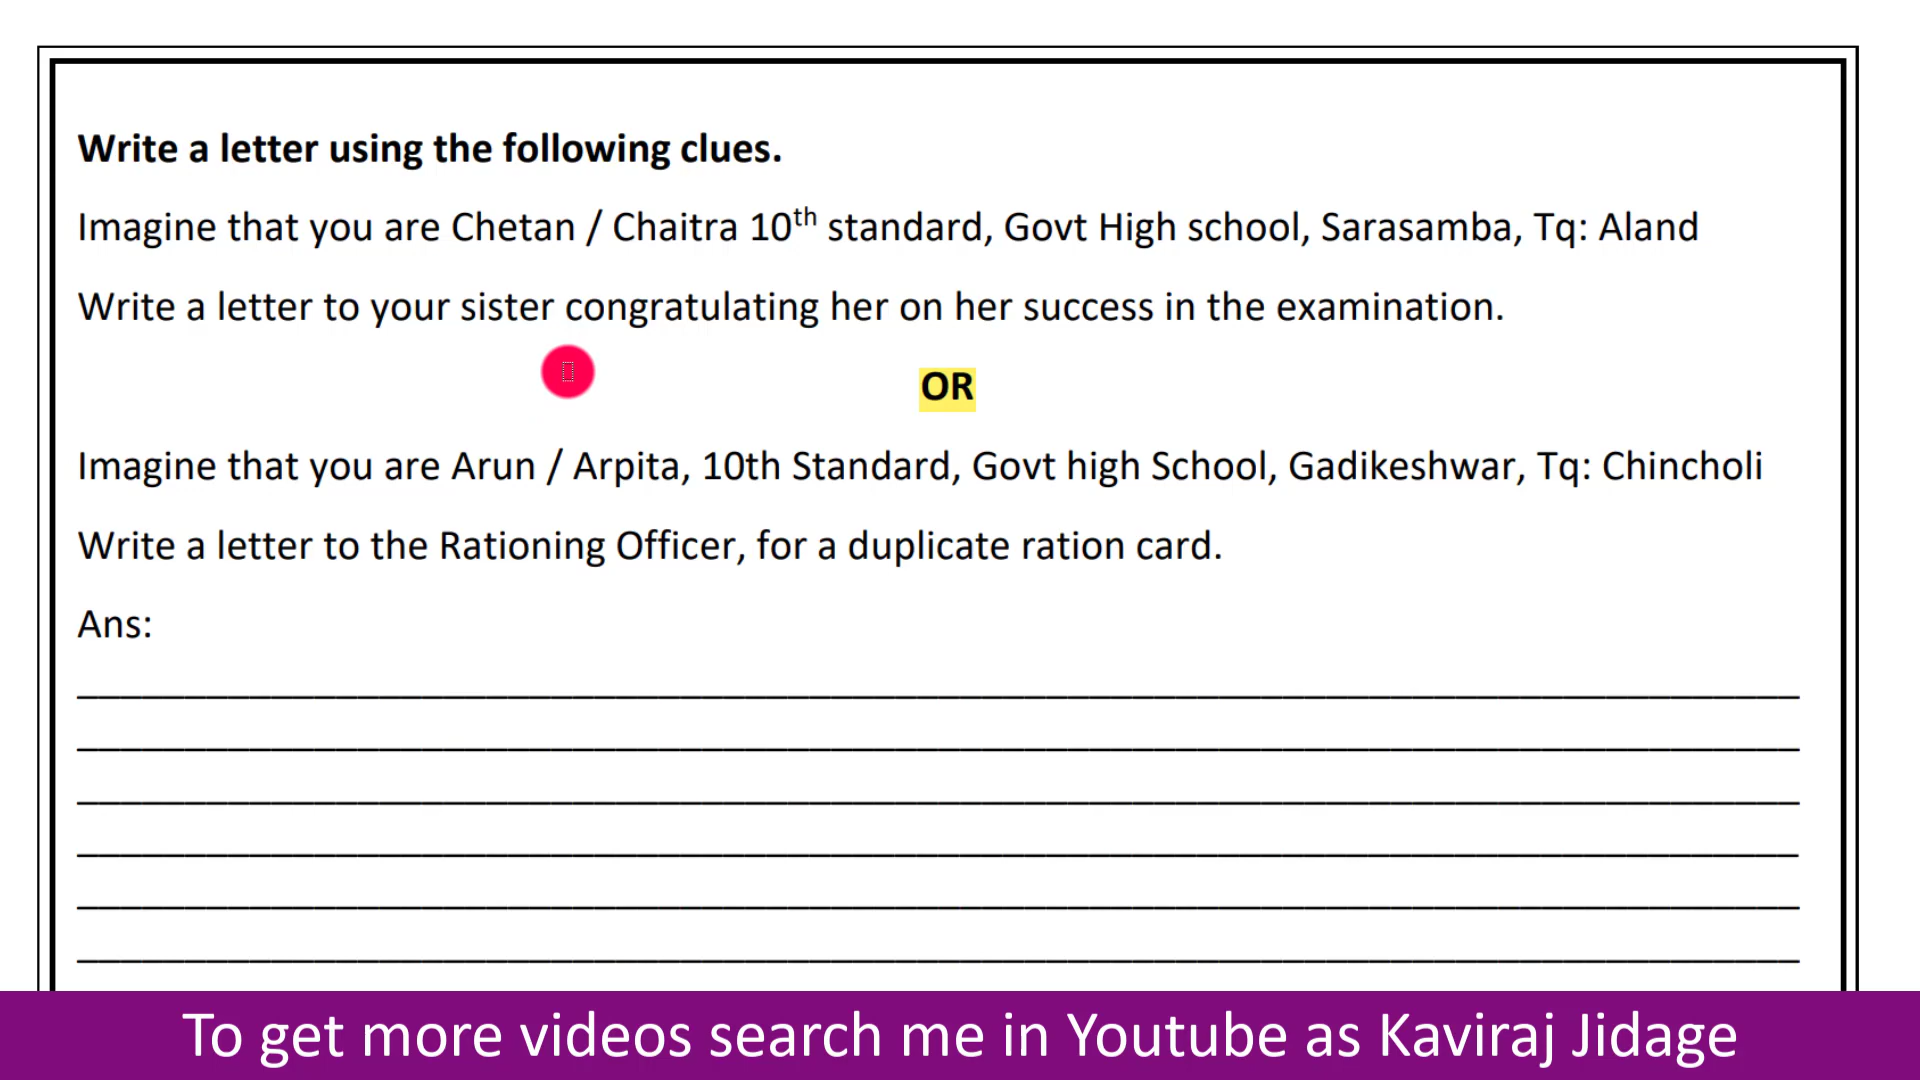 Write a letter using the following clues.
Imagine that you are Chetan / Chaitra 10th standard, Govt High school, Sarasamba, Tq: Aland
Write a letter to your sister congratulating her on her success in the examination.
OR
Imagine that you are Arun / Arpita, 10th Standard, Govt high School, Gadikeshwar, Tq: Chincholi
Write a letter to the Rationing Officer, for a duplicate ration card.
Ans:
To get more videos search me in Youtube as Kaviraj Jidage